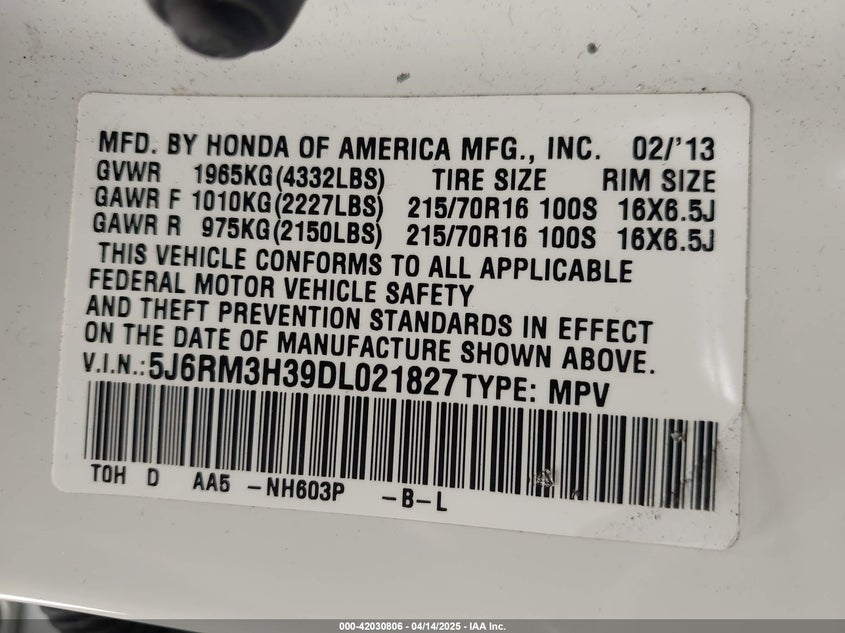 MFD. BY HONDA OF AMERICA MFG., INC. 02/'13
GVWR 1965KG(4332LBS) TIRE SIZE RIM SIZE
GAWR F 1010KG(2227LBS) 215/70R16 100S 16X6.5J
GAWR R 975KG(2150LBS) 215/70R16 100S 16X6.5J
THIS VEHICLE CONFORMS TO ALL APPLICABLE
FEDERAL MOTOR VEHICLE SAFETY
AND THEFT PREVENTION STANDARDS IN EFFECT
ON THE DATE OF MANUFACTURE SHOWN ABOVE.
V.I.N.: 5J6RM3H39DL021827 TYPE: MPV
TOH D AA5 -NH603P -B-L
000-42030806 - 04/14/2025 - IAA Inc.